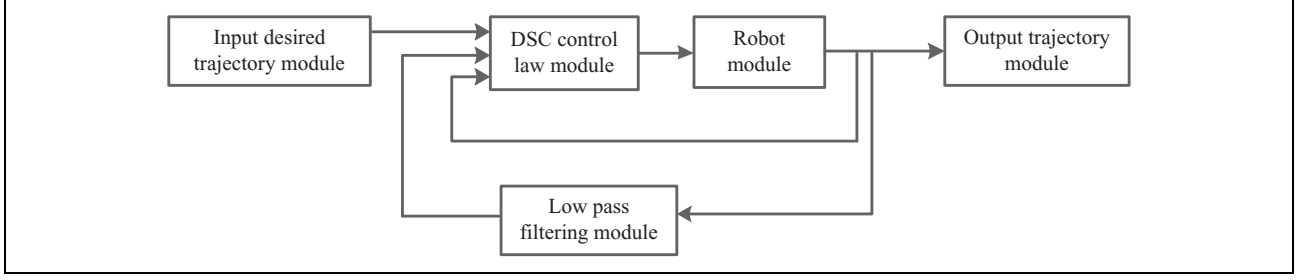 Input desired
trajectory module
DSC control
law module
Robot
module
Output trajectory
module
Low pass
filtering module